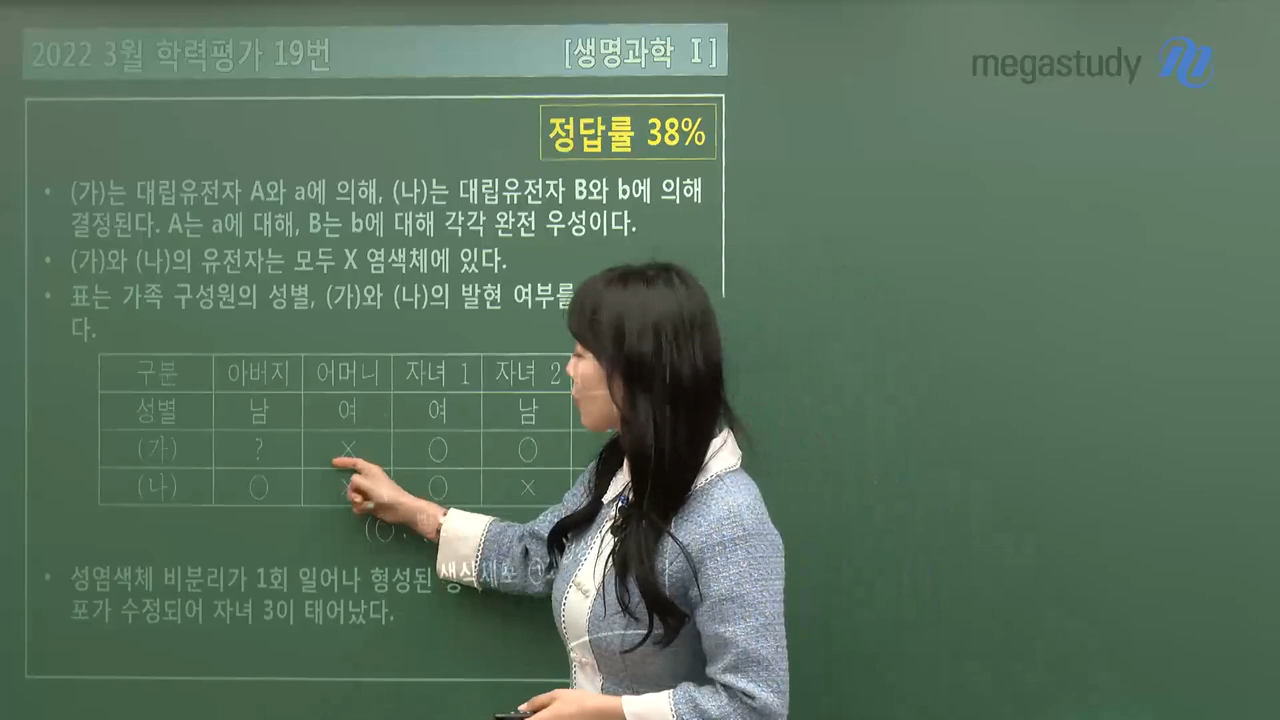 2022 3월 학력평가 19번 [생명과학 Ⅰ]
megastudy
정답률 38%
• (가)는 대립유전자 A와 a에 의해, (나)는 대립유전자 B와 b에 의해
결정된다. A는 a에 대해, B는 b에 대해 각각 완전 우성이다.
• (가)와 (나)의 유전자는 모두 X 염색체에 있다.
• 표는 가족 구성원의 성별, (가)와 (나)의 발현 여부를
다.
구분 아버지 어머니 자녀 1 자녀 2
성별 남 여 여 남
(가) ? × ○ ○
(나) ○ ○ ×
(○
• 성염색체 비분리가 1회 일어나 형성된 생식세포
포가 수정되어 자녀 3이 태어났다.